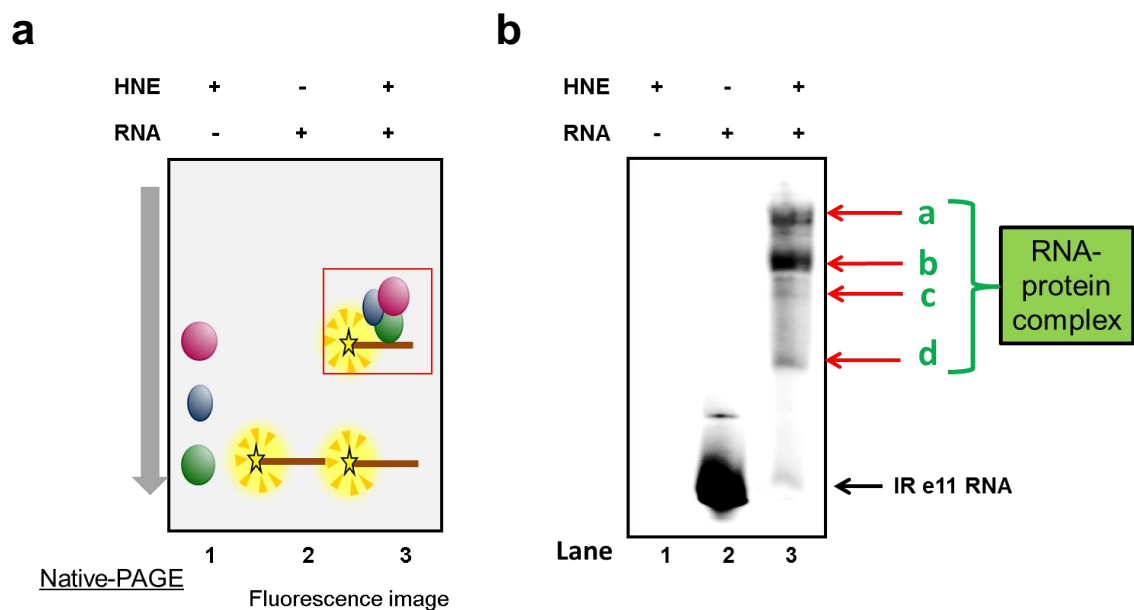 a
HNE + - +
RNA - + +
1 2 3
Native-PAGE
Fluorescence image
b
HNE + - +
RNA - + +
a
b
c
d
RNA-
protein
complex
IR e11 RNA
Lane 1 2 3